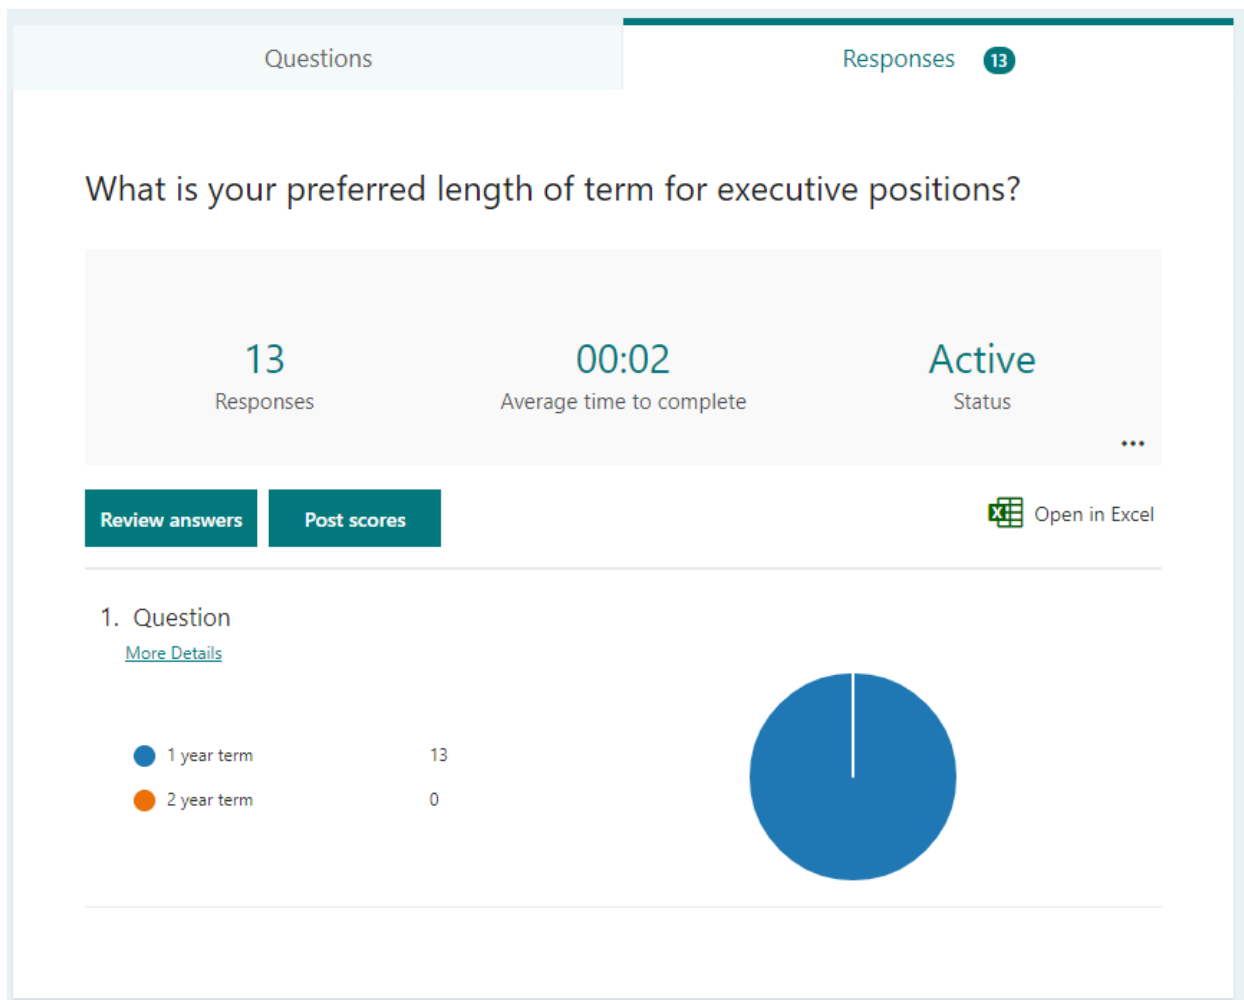 Questions
Responses 13
What is your preferred length of term for executive positions?
13
Responses
00:02
Average time to complete
Active
Status
...
Review answers
Post scores
Open in Excel
1. Question
More Details
1 year term 13
2 year term 0